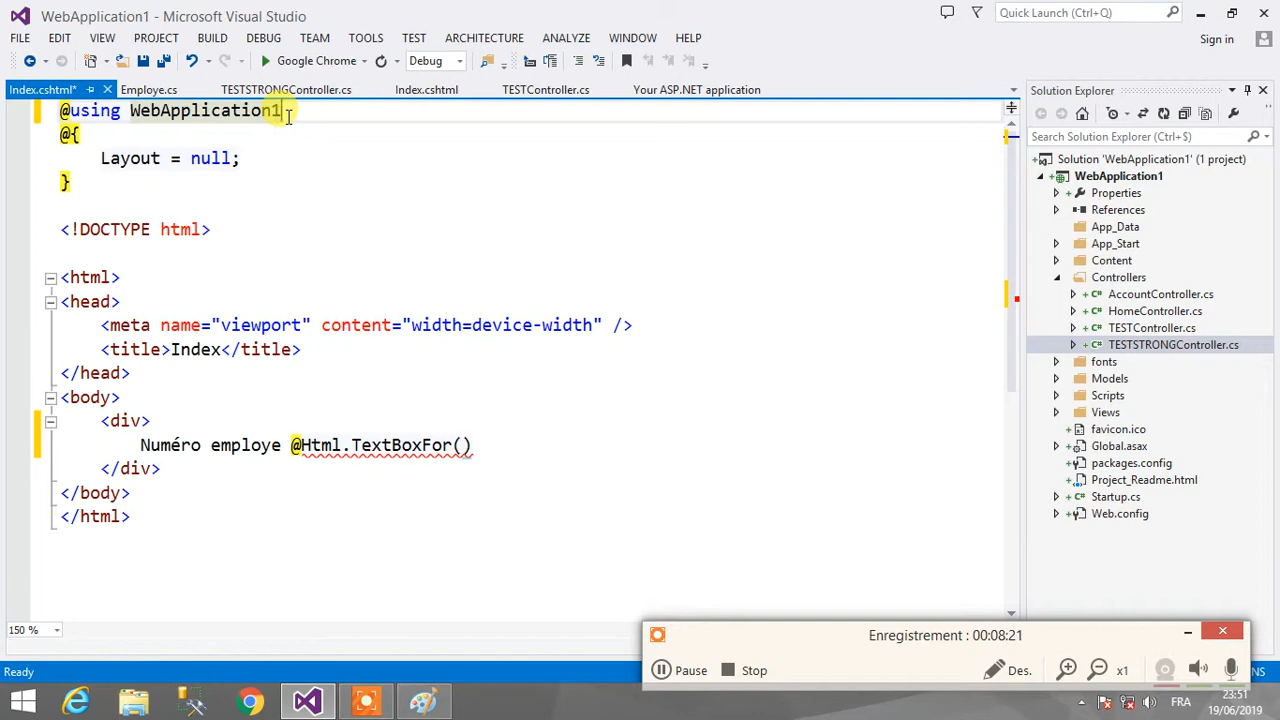 WebApplication1 - Microsoft Visual Studio
Quick Launch (Ctrl+Q)
FILE EDIT VIEW PROJECT BUILD DEBUG TEAM TOOLS TEST ARCHITECTURE ANALYZE WINDOW HELP
Sign in
Google Chrome
Debug
Index.cshtml* Employe.cs TESTSTRONGController.cs Index.cshtml TESTController.cs Your ASP.NET application
@using WebApplication1
@{
Layout = null;
}
<!DOCTYPE html>
<html>
<head>
<meta name="viewport" content="width=device-width" />
<title>Index</title>
</head>
<body>
<div>
Numéro employe @Html.TextBoxFor()
</div>
</body>
</html>
150 %
Solution Explorer
Search Solution Explorer (Ctrl+$)
Solution 'WebApplication1' (1 project)
WebApplication1
Properties
References
App_Data
App_Start
Content
Controllers
AccountController.cs
HomeController.cs
TESTController.cs
TESTSTRONGController.cs
fonts
Models
Scripts
Views
favicon.ico
Global.asax
packages.config
Project_Readme.html
Startup.cs
Web.config
Enregistrement : 00:08:21
Pause Stop Des. x1
Ready
NS
FRA
23:51
19/06/2019